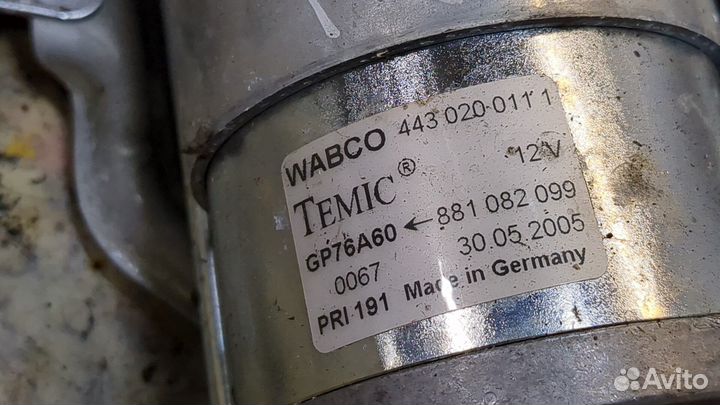 WABCO 443 020 011 1
TEMIC® 12 V
GP76A60 ← 881 082 099
0067 30.05.2005
PRI 191 Made in Germany
Avito